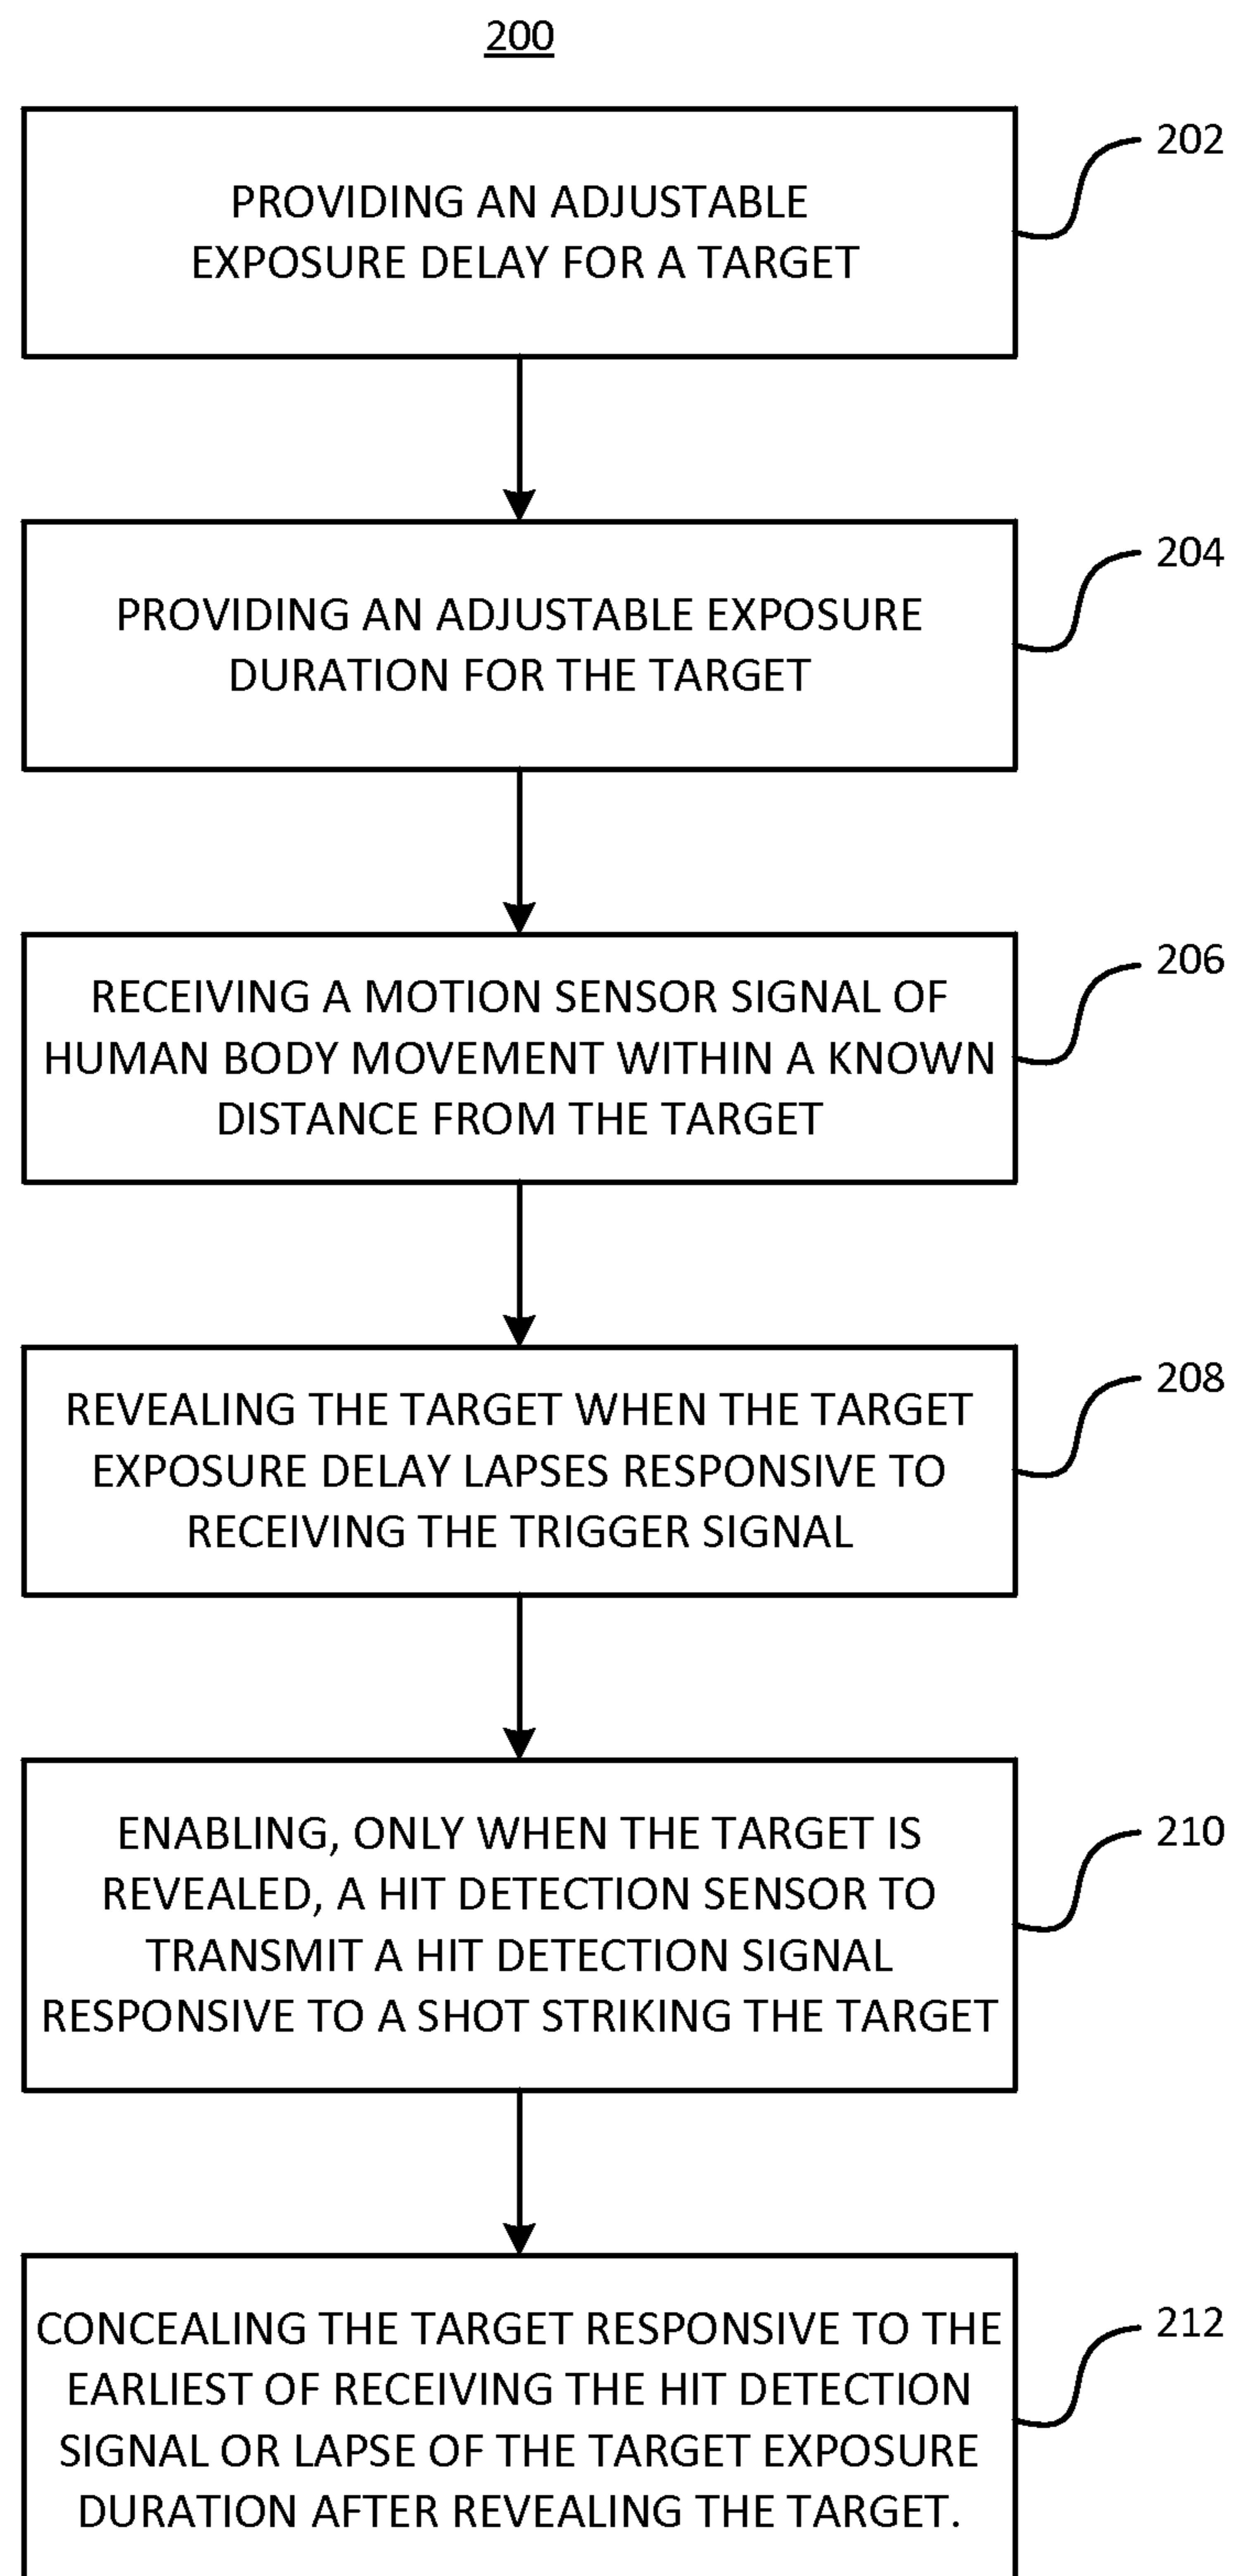 200
202
PROVIDING AN ADJUSTABLE
EXPOSURE DELAY FOR A TARGET
204
PROVIDING AN ADJUSTABLE EXPOSURE
DURATION FOR THE TARGET
206
RECEIVING A MOTION SENSOR SIGNAL OF
HUMAN BODY MOVEMENT WITHIN A KNOWN
DISTANCE FROM THE TARGET
208
REVEALING THE TARGET WHEN THE TARGET
EXPOSURE DELAY LAPSES RESPONSIVE TO
RECEIVING THE TRIGGER SIGNAL
210
ENABLING, ONLY WHEN THE TARGET IS
REVEALED, A HIT DETECTION SENSOR TO
TRANSMIT A HIT DETECTION SIGNAL
RESPONSIVE TO A SHOT STRIKING THE TARGET
212
CONCEALING THE TARGET RESPONSIVE TO THE
EARLIEST OF RECEIVING THE HIT DETECTION
SIGNAL OR LAPSE OF THE TARGET EXPOSURE
DURATION AFTER REVEALING THE TARGET.